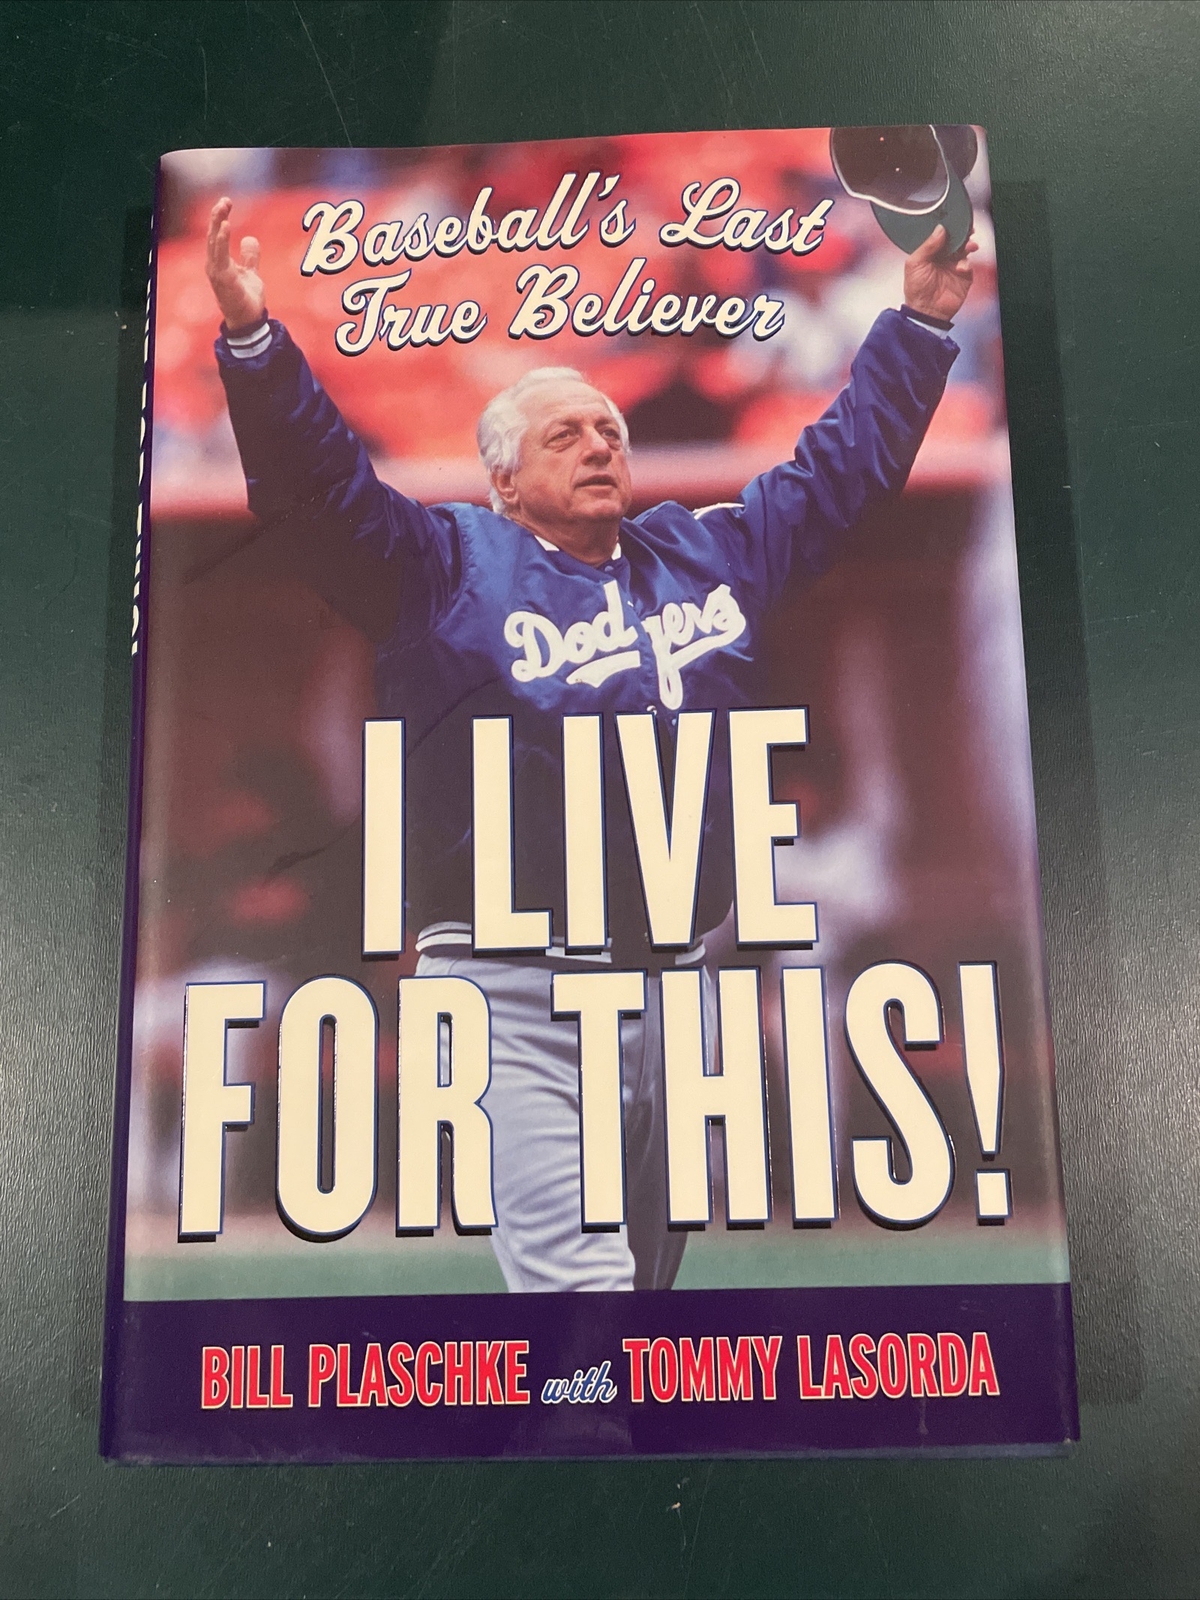 Baseball's Last
True Believer
Dodgers
I LIVE
FOR THIS!
BILL PLASCHKE with TOMMY LASORDA